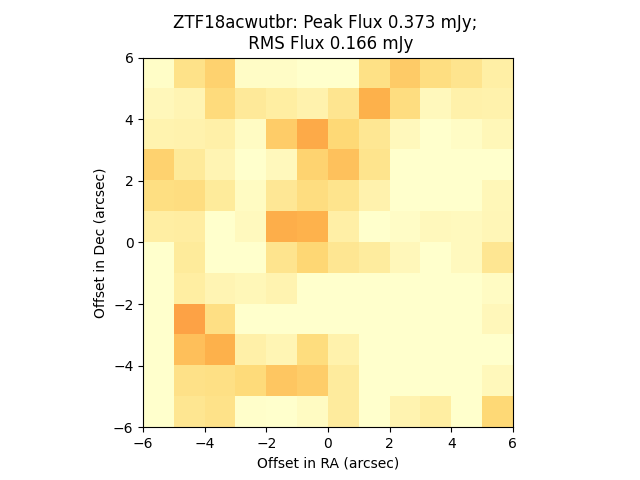 ZTF18acwutbr: Peak Flux 0.373 mJy;
RMS Flux 0.166 mJy
6
4
2
0
−2
−4
−6
Offset in Dec (arcsec)
−6 −4 −2 0 2 4 6
Offset in RA (arcsec)